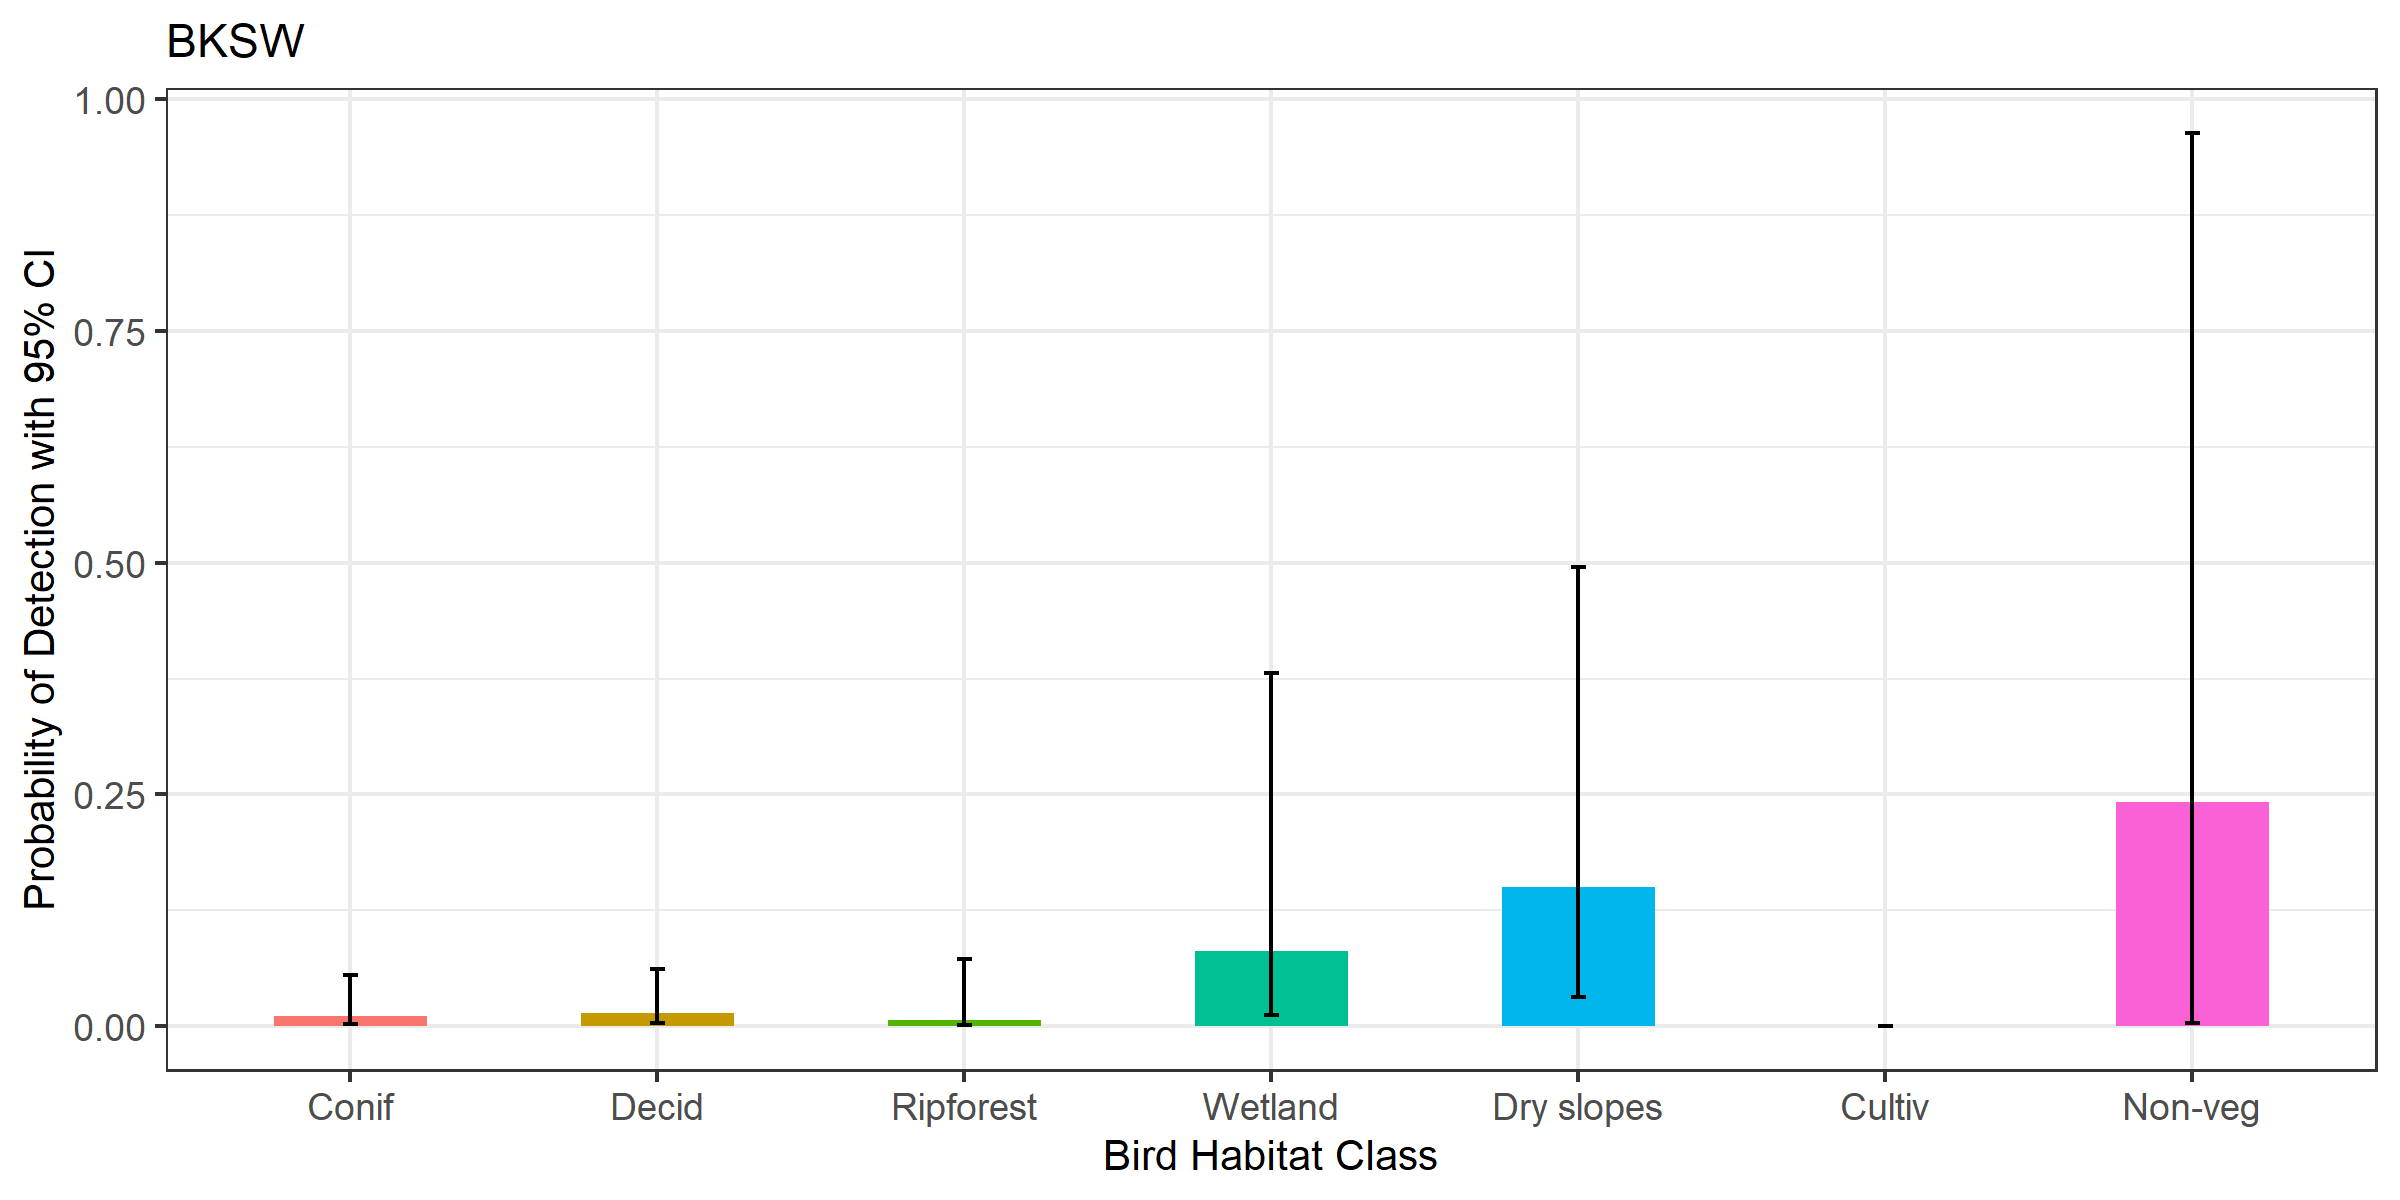 BKSW
Probability of Detection with 95% CI
1.00
0.75
0.50
0.25
0.00
Conif Decid Ripforest Wetland Dry slopes Cultiv Non-veg
Bird Habitat Class